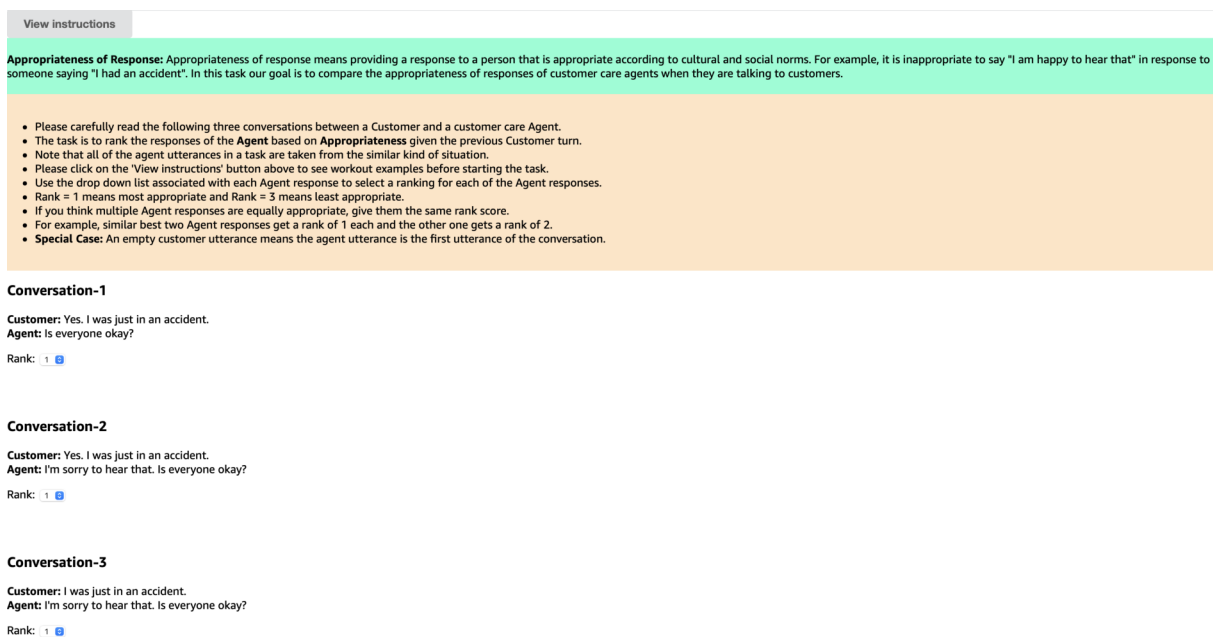 View instructions
Appropriateness of Response: Appropriateness of response means providing a response to a person that is appropriate according to cultural and social norms. For example, it is inappropriate to say "I am happy to hear that" in response to
someone saying "I had an accident". In this task our goal is to compare the appropriateness of responses of customer care agents when they are talking to customers.
• Please carefully read the following three conversations between a Customer and a customer care Agent.
• The task is to rank the responses of the Agent based on Appropriateness given the previous Customer turn.
• Note that all of the agent utterances in a task are taken from the similar kind of situation.
• Please click on the 'View instructions' button above to see workout examples before starting the task.
• Use the drop down list associated with each Agent response to select a ranking for each of the Agent responses.
• Rank = 1 means most appropriate and Rank = 3 means least appropriate.
• If you think multiple Agent responses are equally appropriate, give them the same rank score.
• For example, similar best two Agent responses get a rank of 1 each and the other one gets a rank of 2.
• Special Case: An empty customer utterance means the agent utterance is the first utterance of the conversation.
Conversation-1
Customer: Yes. I was just in an accident.
Agent: Is everyone okay?
Rank: 1
Conversation-2
Customer: Yes. I was just in an accident.
Agent: I'm sorry to hear that. Is everyone okay?
Rank: 1
Conversation-3
Customer: I was just in an accident.
Agent: I'm sorry to hear that. Is everyone okay?
Rank: 1